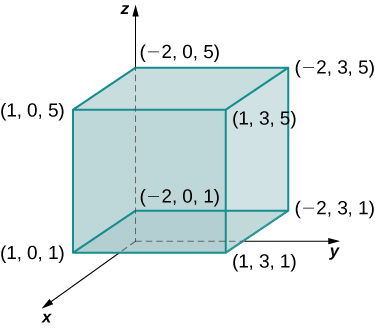 z
(−2, 0, 5)
(−2, 3, 5)
(1, 0, 5)
(1, 3, 5)
(−2, 0, 1)
(−2, 3, 1)
(1, 0, 1)
(1, 3, 1)
y
x